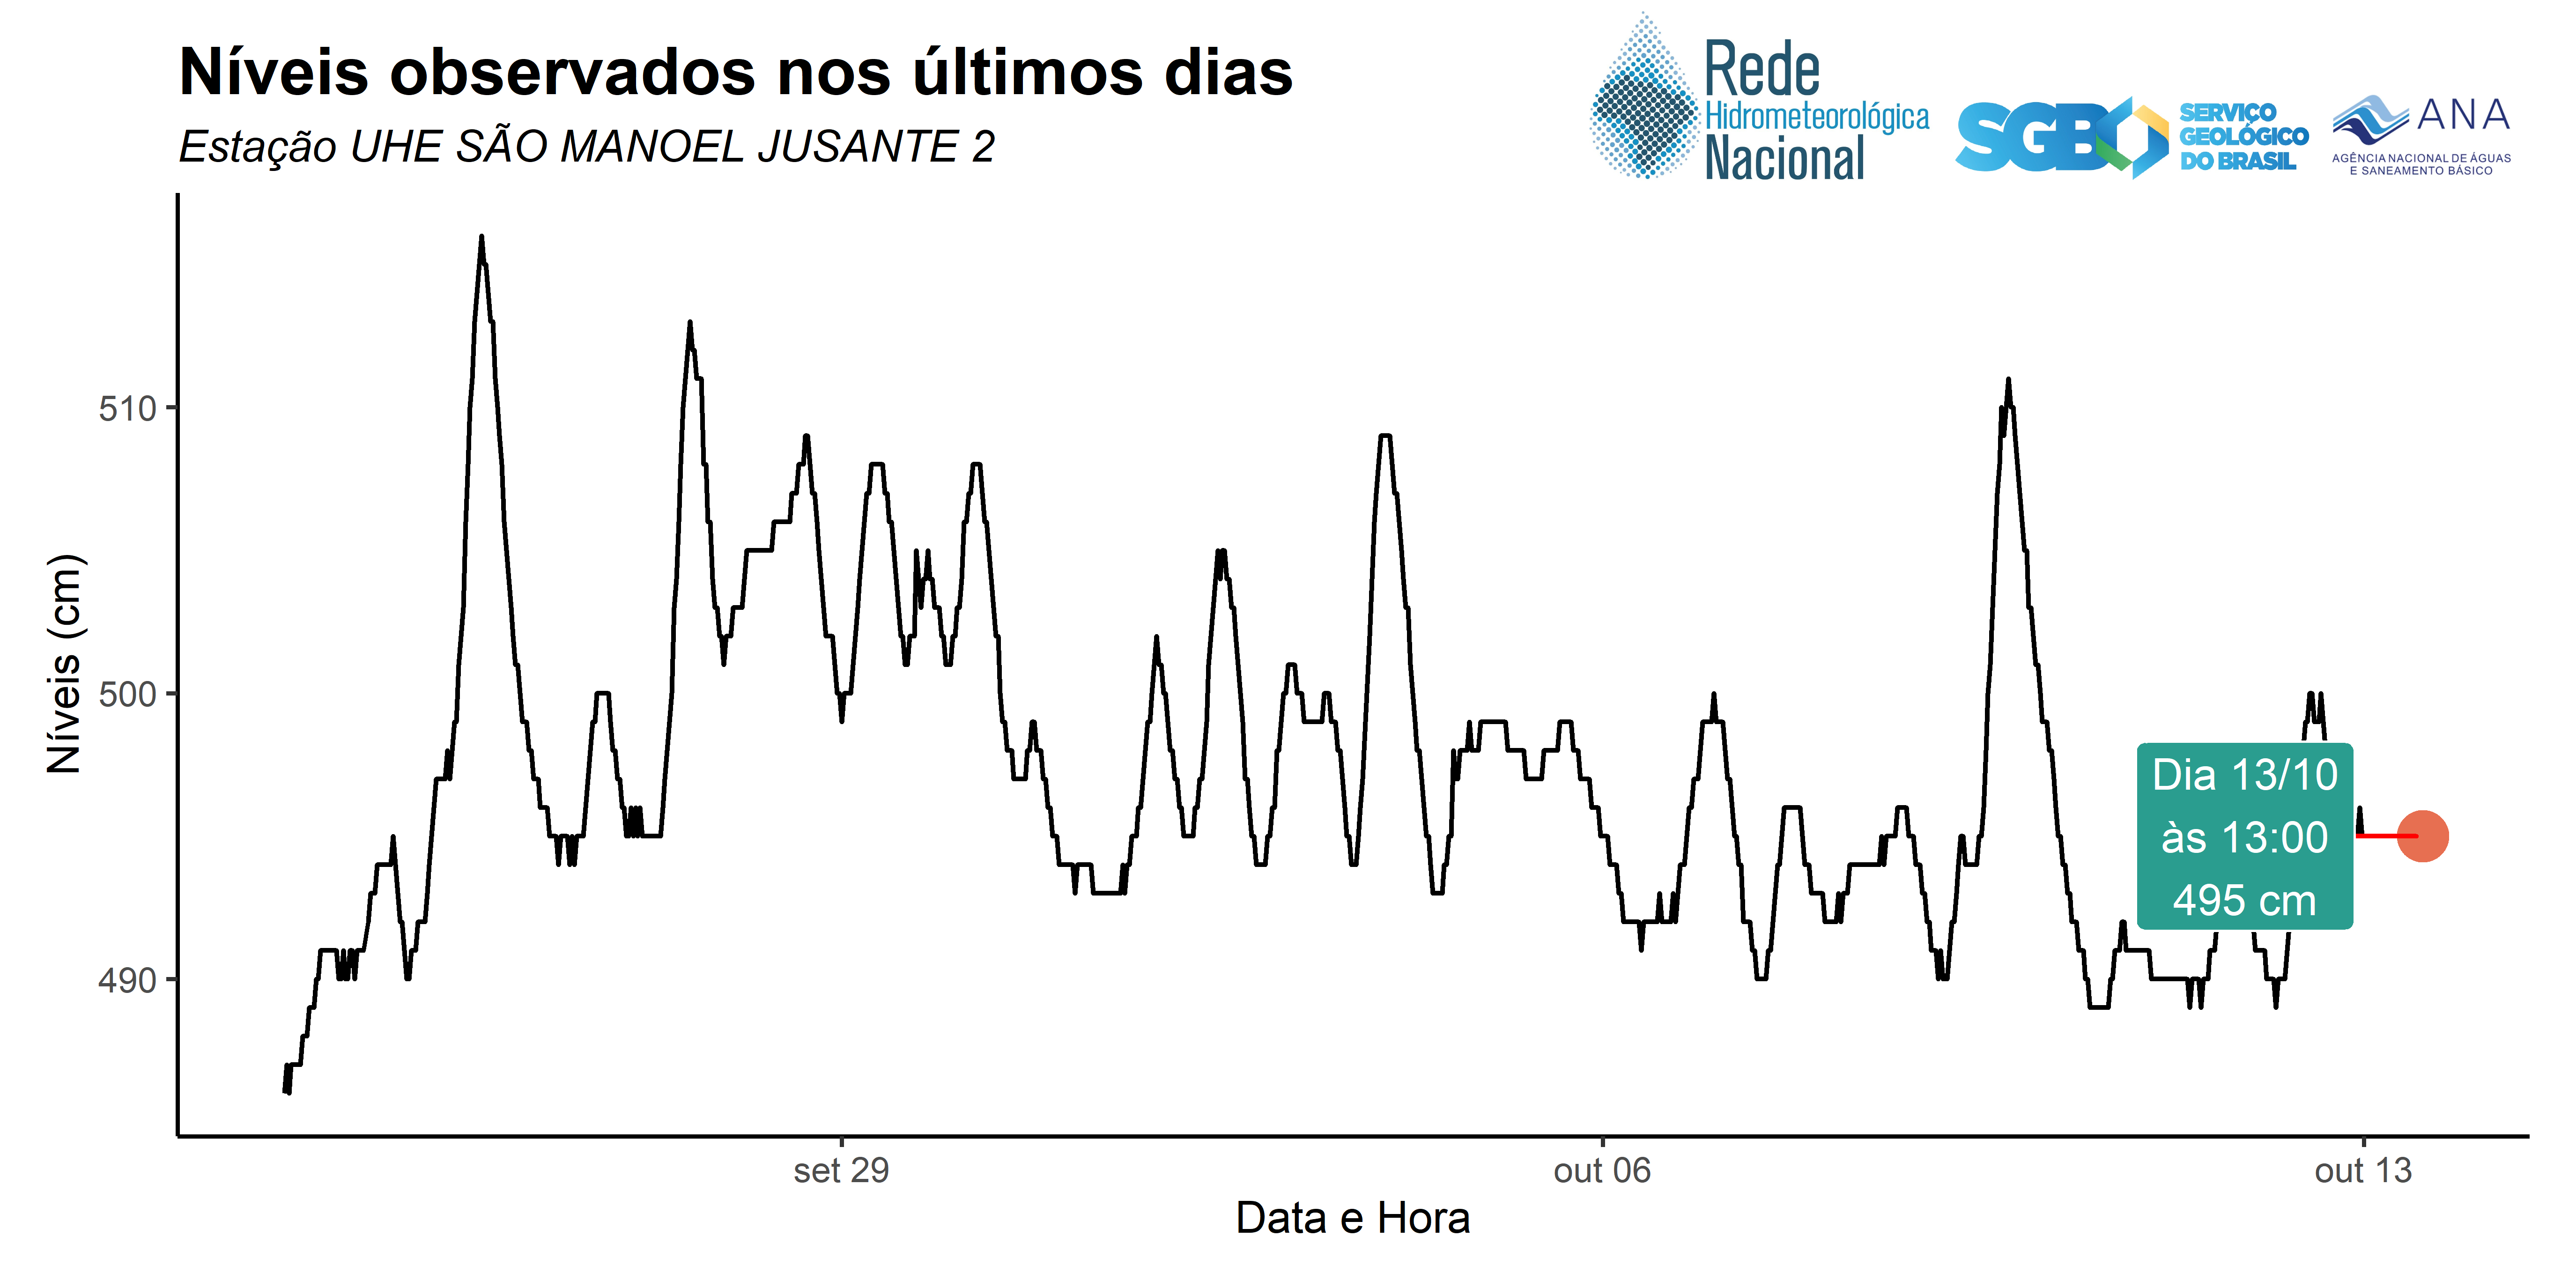 Níveis observados nos últimos dias
Estação UHE SÃO MANOEL JUSANTE 2
Rede
Hidrometeorológica
Nacional
SGB
SERVIÇO
GEOLÓGICO
DO BRASIL
ANA
AGÊNCIA NACIONAL DE ÁGUAS
E SANEAMENTO BÁSICO
Níveis (cm)
510
500
490
Dia 13/10
às 13:00
495 cm
set 29
out 06
out 13
Data e Hora